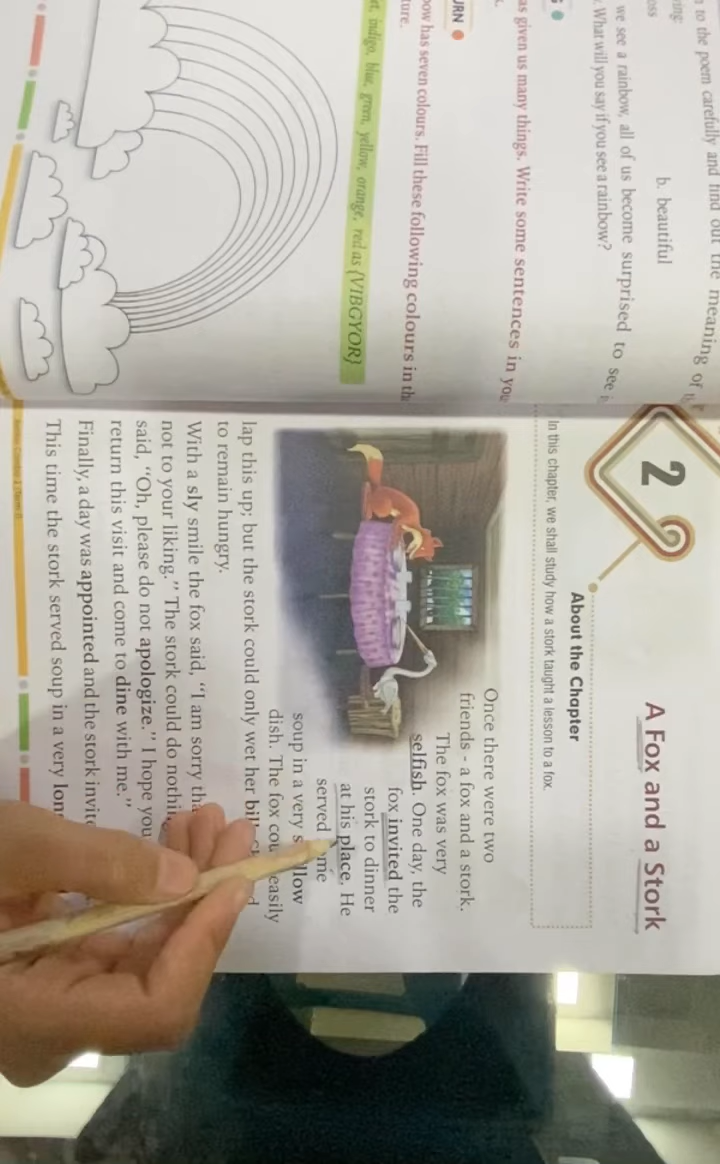 to the poem carefully and find out the meaning of
b. beautiful
we see a rainbow, all of us become surprised to see
What will you say if you see a rainbow?
as given us many things. Write some sentences in
URN
bow has seven colours. Fill these following colours in
ture.
indigo, blue, green, yellow, orange, red as {VIBGYOR}
2
A Fox and a Stork
About the Chapter
In this chapter, we shall study how a stork taught a lesson to a fox.
Once there were two
friends - a fox and a stork.
The fox was very
selfish. One day, the
fox invited the
stork to dinner
at his place. He
served
soup in a very
dish. The fox easily
lap this up; but the stork could only wet her
to remain hungry.
With a sly smile the fox said, "I am sorry
not to your liking." The stork could do
said, "Oh, please do not apologize." I hope you
return this visit and come to dine with me."
Finally, a day was appointed and the stork
This time the stork served soup in a very